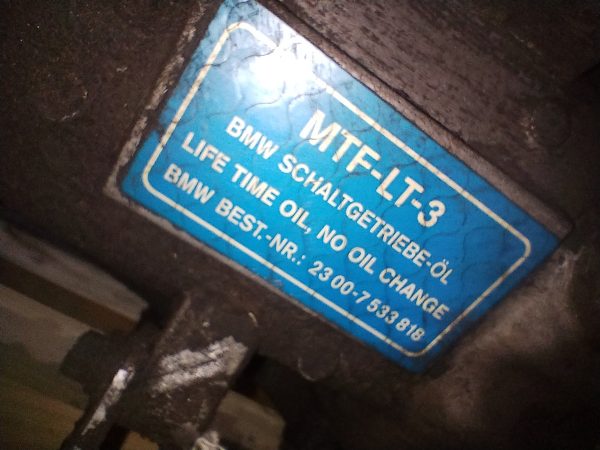 MTF-LT-3
BMW SCHALTGETRIEBE-ÖL
LIFE TIME OIL, NO OIL CHANGE
BMW BEST.-NR.: 23 00-7 533 818